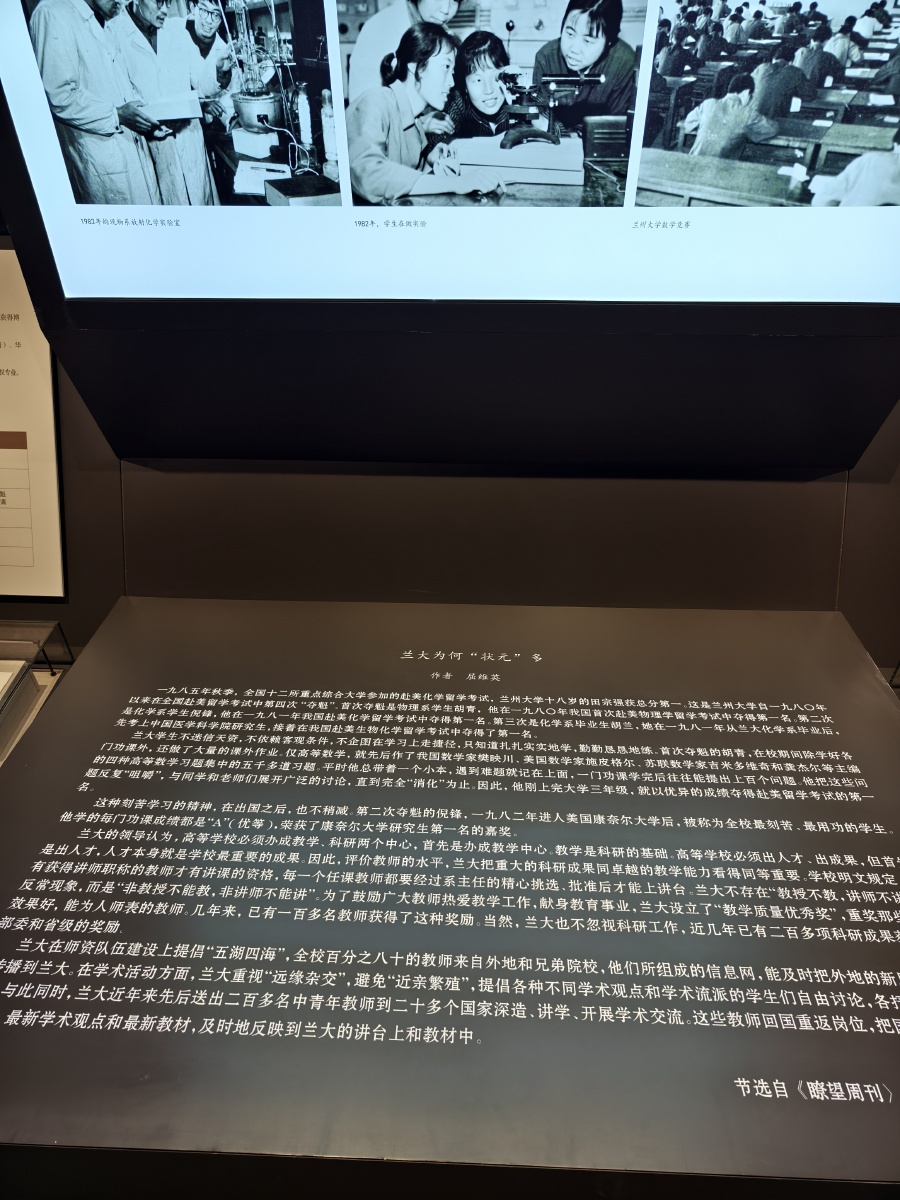 1982年的现物系放射化学实验室
1982年，学生在做实验
兰州大学数学竞赛
兰大为何“状元”多
作者 屈维英
一九八五年秋季，全国十二所重点综合大学参加的赴美化学留学考试，兰州大学十八岁的田宗强获总分第一。这是兰州大学自一九八〇年
以来在全国赴美留学考试中第四次“夺魁”。首次夺魁是物理系学生胡青，他在一九八〇年我国首次赴美物理学留学考试中夺得第一名。第二次
是化学系学生倪锋，他在一九八一年我国赴美化学留学考试中夺得第一名。第三次是化学系毕业生胡兰，她在一九八一年从兰大化学系毕业后，
先考上中国医学科学院研究生，接着在我国赴美生物化学留学考试中夺得了第一名。
兰大学生不迷信天资，不依赖客观条件，不企图在学习上走捷径，只知道扎扎实实地学，勤勤恳恳地练。首次夺魁的胡青，在校期间除学好各
门功课外，还做了大量的课外作业。仅高等数学，就先后作了我国数学家樊映川、美国数学家施皮格尔、苏联数学家吉米多维奇和龚杰尔等主编
的四种高等数学习题集中的五千多道习题。平时他总带着一个小本，遇到难题就记在上面，一门功课学完后往往能提出上百个问题。他把这些问
题反复“咀嚼”，与同学和老师们展开广泛的讨论，直到完全“消化”为止。因此，他刚上完大学三年级，就以优异的成绩夺得赴美留学考试的第一
名。
这种刻苦学习的精神，在出国之后，也不稍减。第二次夺魁的倪锋，一九八二年进入美国康奈尔大学后，被称为全校最刻苦、最用功的学生。
他学的每门功课成绩都是“A”（优等），荣获了康奈尔大学研究生第一名的嘉奖。
兰大的领导认为，高等学校必须办成教学、科研两个中心，首先是办成教学中心。教学是科研的基础。高等学校必须出人才、出成果，但首
是出人才，人才本身就是学校最重要的成果。因此，评价教师的水平，兰大把重大的科研成果同卓越的教学能力看得同等重要。学校明文规定
有获得讲师职称的教师才有讲课的资格，每一个任课教师都要经过系主任的精心挑选、批准后才能上讲台。兰大不存在“教授不教，讲师不讲
反常现象，而是“非教授不能教，非讲师不能讲”。为了鼓励广大教师热爱教学工作，献身教育事业，兰大设立了“教学质量优秀奖”，重奖那些
效果好，能为人师表的教师。几年来，已有一百多名教师获得了这种奖励。当然，兰大也不忽视科研工作，近几年已有二百多项科研成果
部委和省级的奖励。
兰大在师资队伍建设上提倡“五湖四海”，全校百分之八十的教师来自外地和兄弟院校，他们所组成的信息网，能及时把外地的新
传播到兰大。在学术活动方面，兰大重视“远缘杂交”，避免“近亲繁殖”，提倡各种不同学术观点和学术流派的学生们自由讨论，各抒
与此同时，兰大近年来先后送出二百多名中青年教师到二十多个国家深造、讲学、开展学术交流。这些教师回国重返岗位，把国
最新学术观点和最新教材，及时地反映到兰大的讲台上和教材中。
节选自《瞭望周刊》